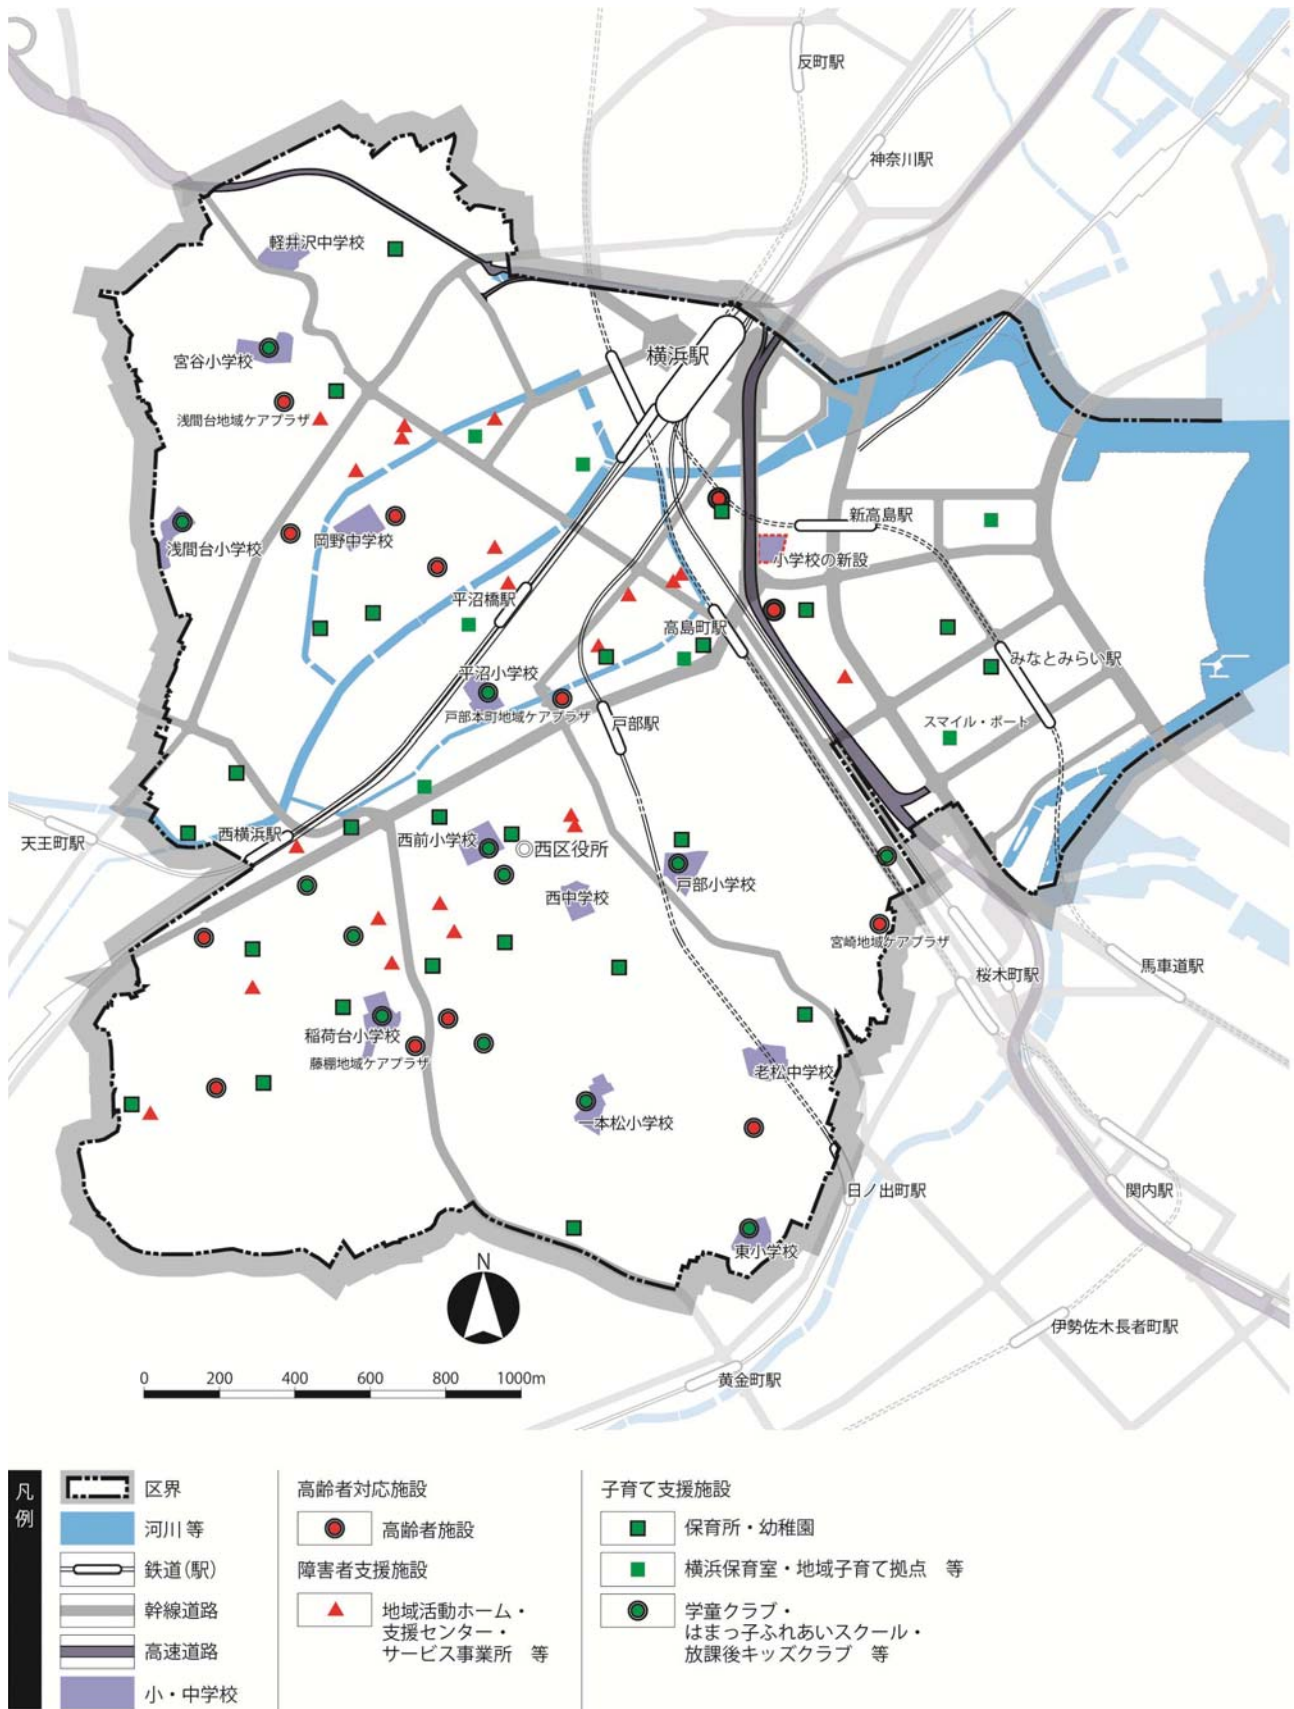 反町駅
神奈川駅
軽井沢中学校
横浜駅
宮谷小学校
浅間台地域ケアプラザ
新高島駅
浅間台小学校
岡野中学校
小学校の新設
平沼橋駅
高島町駅
みなとみらい駅
平沼小学校
戸部本町地域ケアプラザ
戸部駅
スマイル・ポート
天王町駅
西横浜駅
西前小学校
西区役所
戸部小学校
西中学校
宮崎地域ケアプラザ
桜木町駅
馬車道駅
稲荷台小学校
藤棚地域ケアプラザ
老松中学校
一本松小学校
日ノ出町駅
関内駅
東小学校
N
伊勢佐木長者町駅
黄金町駅
0 200 400 600 800 1000m
凡例
区界
河川等
鉄道(駅)
幹線道路
高速道路
小・中学校
高齢者対応施設
高齢者施設
障害者支援施設
地域活動ホーム・
支援センター・
サービス事業所 等
子育て支援施設
保育所・幼稚園
横浜保育室・地域子育て拠点 等
学童クラブ・
はまっ子ふれあいスクール・
放課後キッズクラブ 等